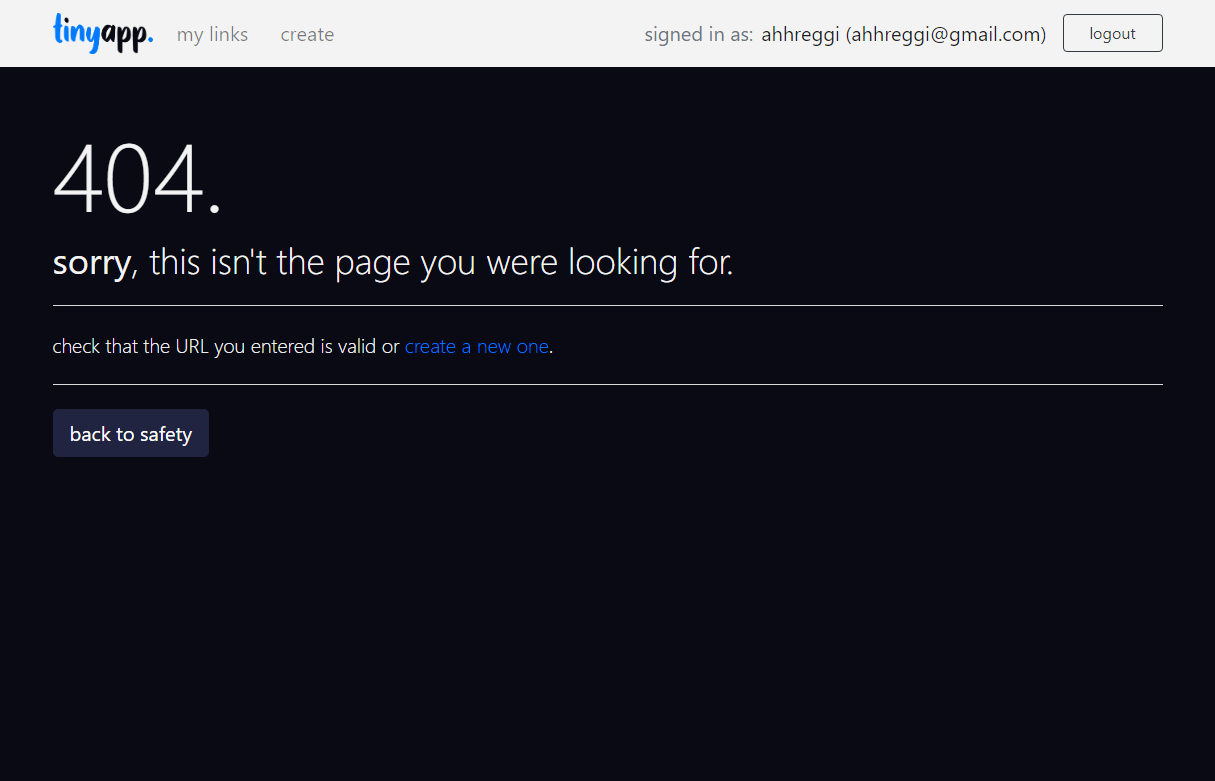 tinyapp. my links create signed in as: ahhreggi (ahhreggi@gmail.com) logout
404.
sorry, this isn't the page you were looking for.
check that the URL you entered is valid or create a new one.
back to safety